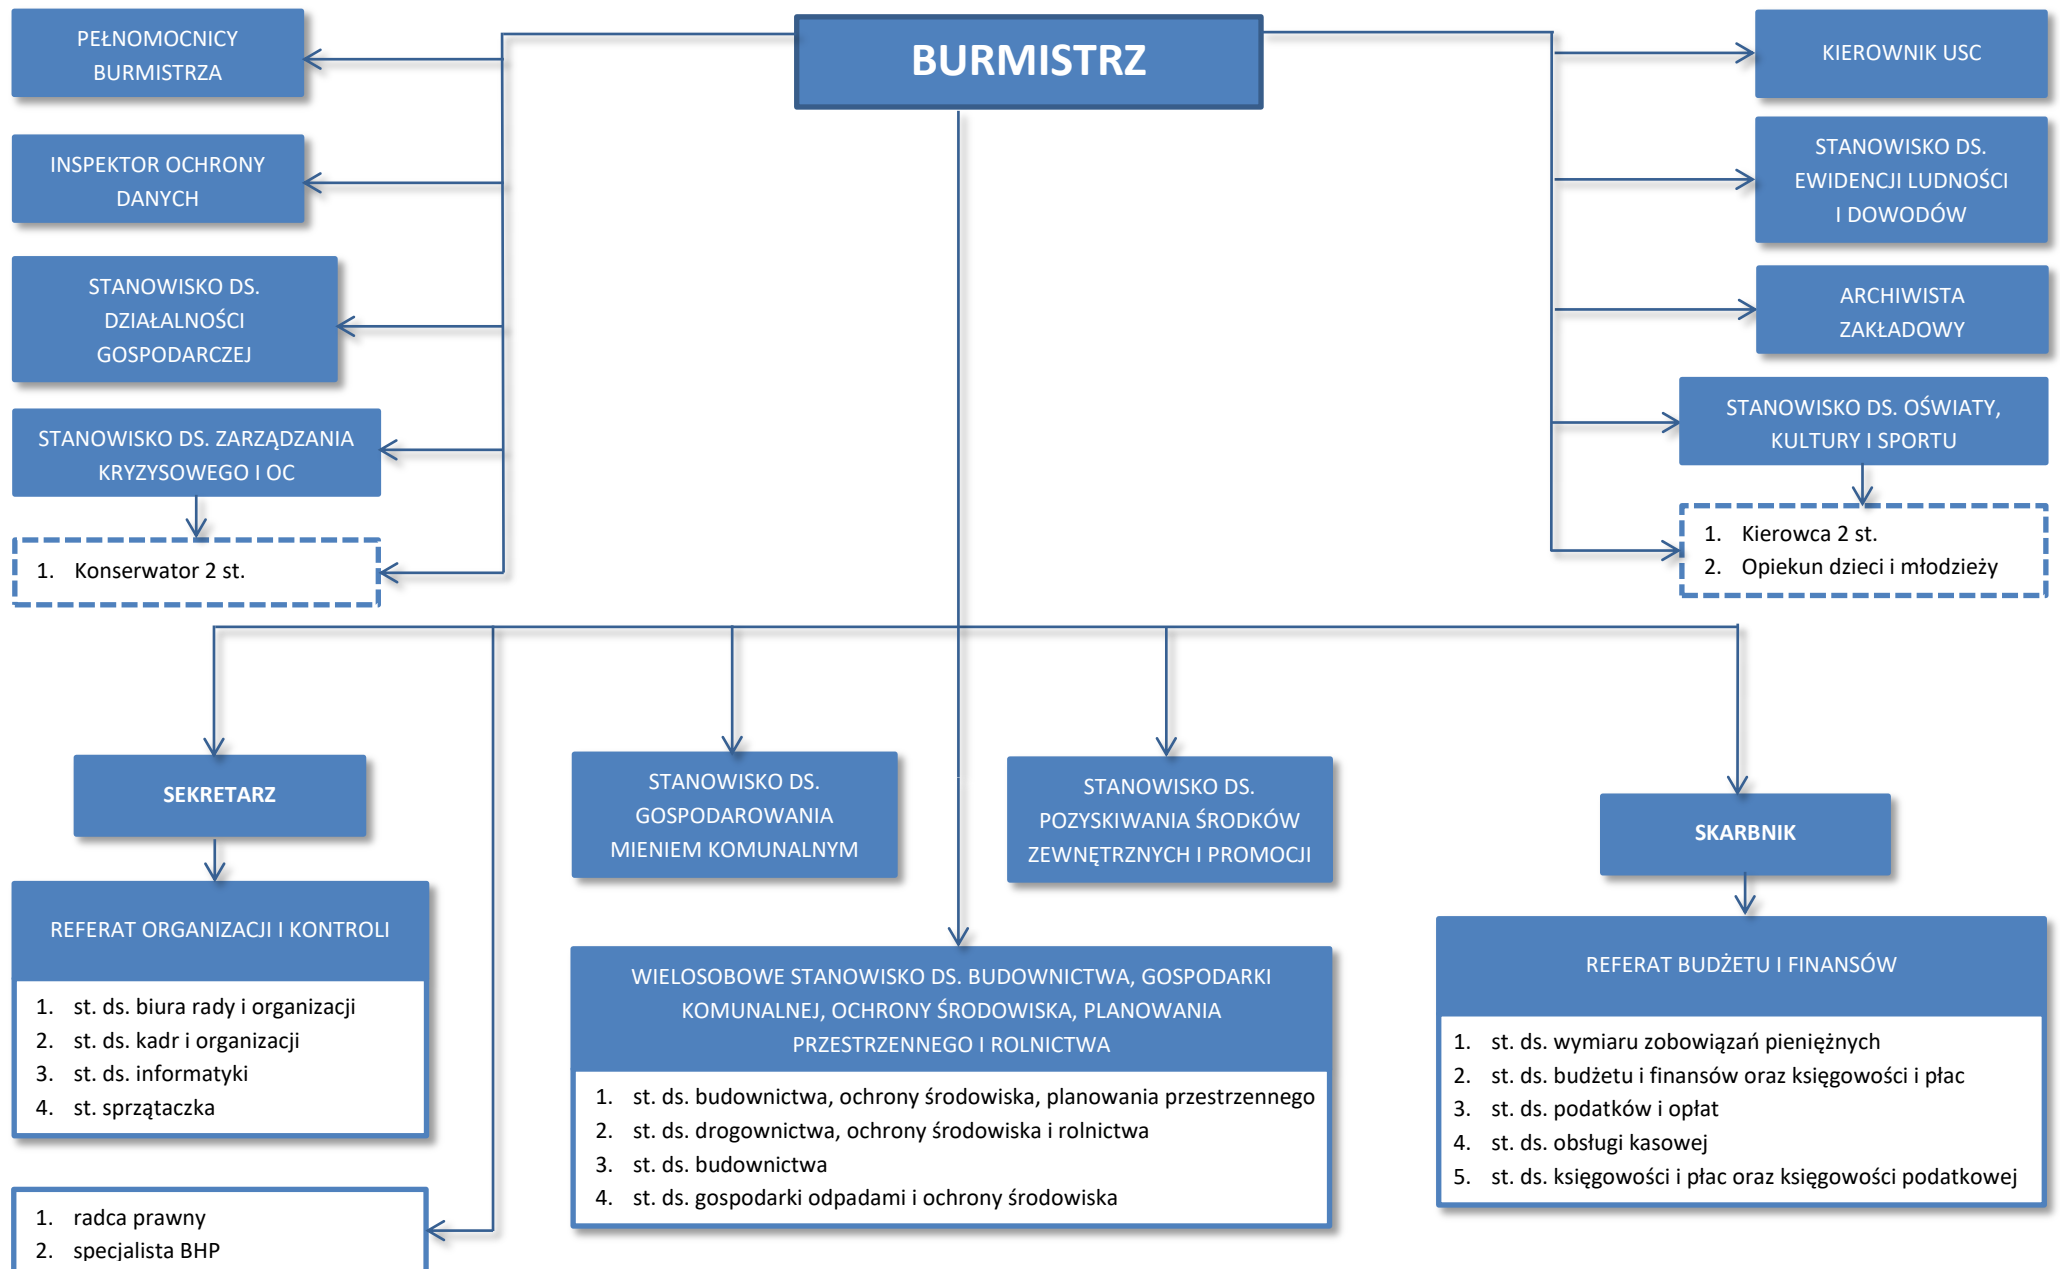 BURMISTRZ
PEŁNOMOCNICY
BURMISTRZA
INSPEKTOR OCHRONY
DANYCH
STANOWISKO DS.
DZIAŁALNOŚCI
GOSPODARCZEJ
STANOWISKO DS. ZARZĄDZANIA
KRYZYSOWEGO I OC
1. Konserwator 2 st.
KIEROWNIK USC
STANOWISKO DS.
EWIDENCJI LUDNOŚCI
I DOWODÓW
ARCHIWISTA
ZAKŁADOWY
STANOWISKO DS. OŚWIATY,
KULTURY I SPORTU
1. Kierowca 2 st.
2. Opiekun dzieci i młodzieży
SEKRETARZ
REFERAT ORGANIZACJI I KONTROLI
1. st. ds. biura rady i organizacji
2. st. ds. kadr i organizacji
3. st. ds. informatyki
4. st. sprzątaczka
1. radca prawny
2. specjalista BHP
STANOWISKO DS.
GOSPODAROWANIA
MIENIEM KOMUNALNYM
STANOWISKO DS.
POZYSKIWANIA ŚRODKÓW
ZEWNĘTRZNYCH I PROMOCJI
WIELOSOBOWE STANOWISKO DS. BUDOWNICTWA, GOSPODARKI
KOMUNALNEJ, OCHRONY ŚRODOWISKA, PLANOWANIA
PRZESTRZENNEGO I ROLNICTWA
1. st. ds. budownictwa, ochrony środowiska, planowania przestrzennego
2. st. ds. drogownictwa, ochrony środowiska i rolnictwa
3. st. ds. budownictwa
4. st. ds. gospodarki odpadami i ochrony środowiska
SKARBNIK
REFERAT BUDŻETU I FINANSÓW
1. st. ds. wymiaru zobowiązań pieniężnych
2. st. ds. budżetu i finansów oraz księgowości i płac
3. st. ds. podatków i opłat
4. st. ds. obsługi kasowej
5. st. ds. księgowości i płac oraz księgowości podatkowej